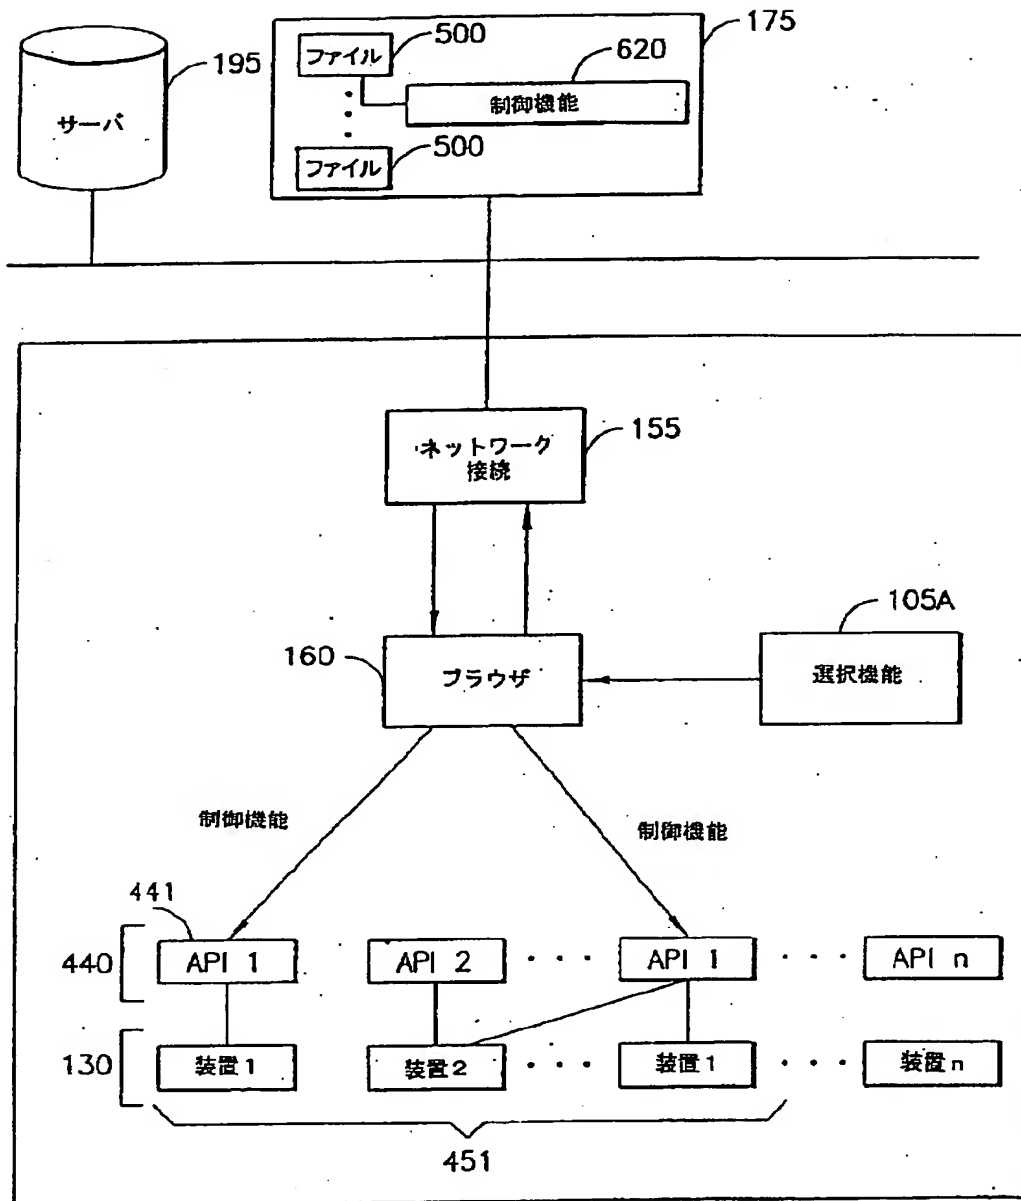 175
ファイル 500
195
620
サーバ
制御機能
ファイル 500
ネットワーク
接続
155
105A
160
ブラウザ
選択機能
制御機能
制御機能
441
440
API 1
API 2
API 1
API n
130
装置1
装置2
装置1
装置n
451